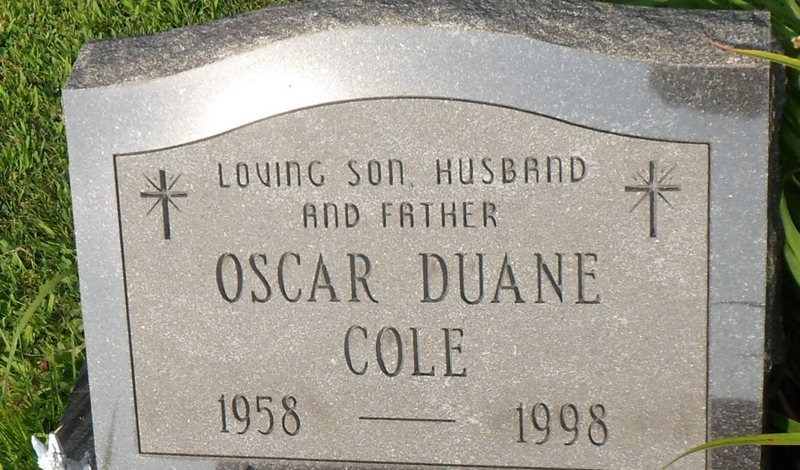 LOVING SON, HUSBAND
AND FATHER
OSCAR DUANE
COLE
1958 — 1998